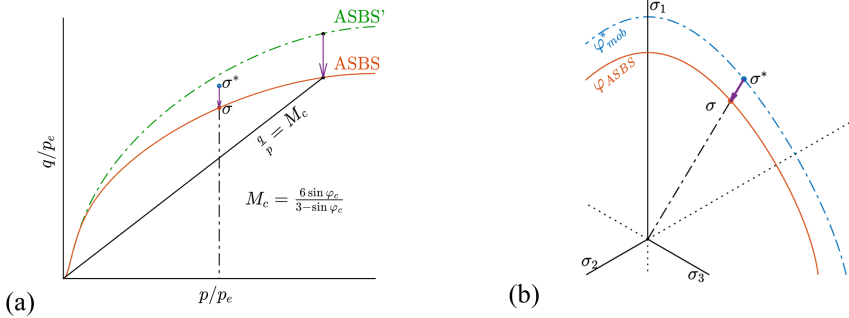 ASBS'
ASBS
σ*
σ
q/p = M_c
M_c = 6 sin φ_c / 3−sin φ_c
q/p_e
p/p_e
(a)
σ_1
φ*_mob
φ_ASBS
σ*
σ
σ_2
σ_3
(b)